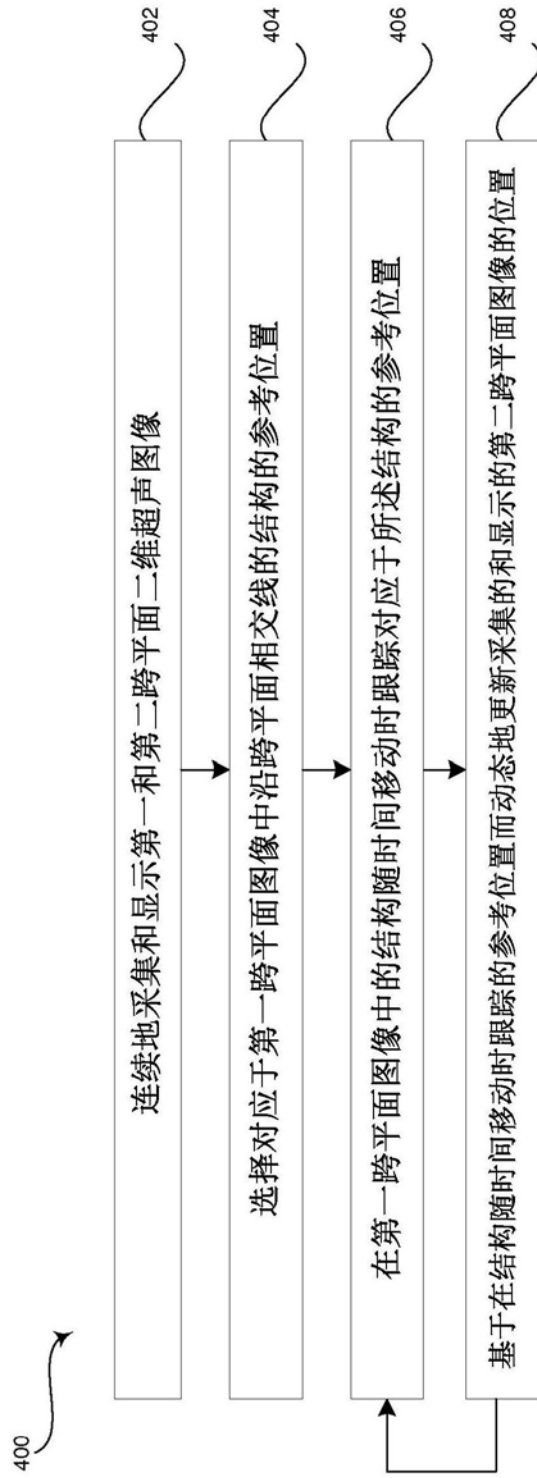 400
连续地采集和显示第一和第二跨平面二维超声图像
402
选择对应于第一跨平面图像中沿跨平面相交线的结构的参考位置
404
在第一跨平面图像中的结构随时间移动时跟踪对应于所述结构的参考位置
406
基于在结构随时间移动时跟踪的参考位置而动态地更新采集的和显示的第二跨平面图像的位置
408